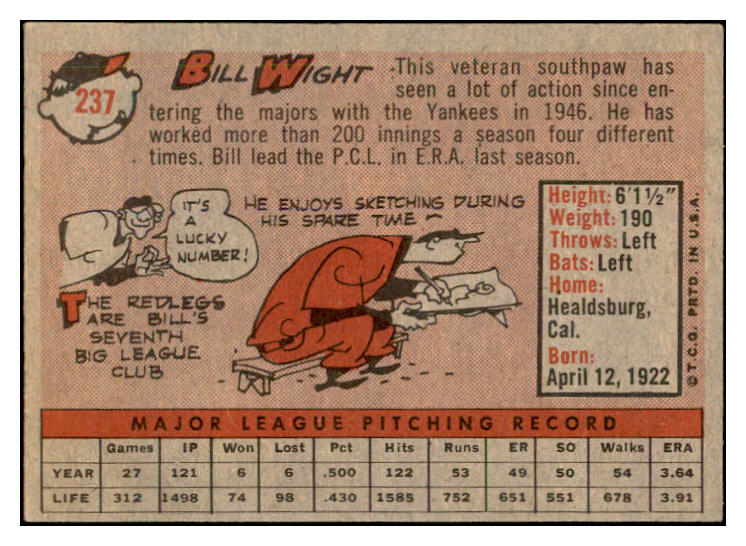 237
BILL WIGHT
This veteran southpaw has
seen a lot of action since en-
tering the majors with the Yankees in 1946. He has
worked more than 200 innings a season four different
times. Bill lead the P.C.L. in E.R.A. last season.
IT'S
A
LUCKY
NUMBER!
HE ENJOYS SKETCHING DURING
HIS SPARE TIME ~
THE REDLEGS
ARE BILL'S
SEVENTH
BIG LEAGUE
CLUB
Height: 6'1½"
Weight: 190
Throws: Left
Bats: Left
Home:
Healdsburg,
Cal.
Born:
April 12, 1922
© T.C.G. PRTD. IN U.S.A.
MAJOR LEAGUE PITCHING RECORD
Games IP Won Lost Pct Hits Runs ER SO Walks ERA
YEAR 27 121 6 6 .500 122 53 49 50 54 3.64
LIFE 312 1498 74 98 .430 1585 752 651 551 678 3.91